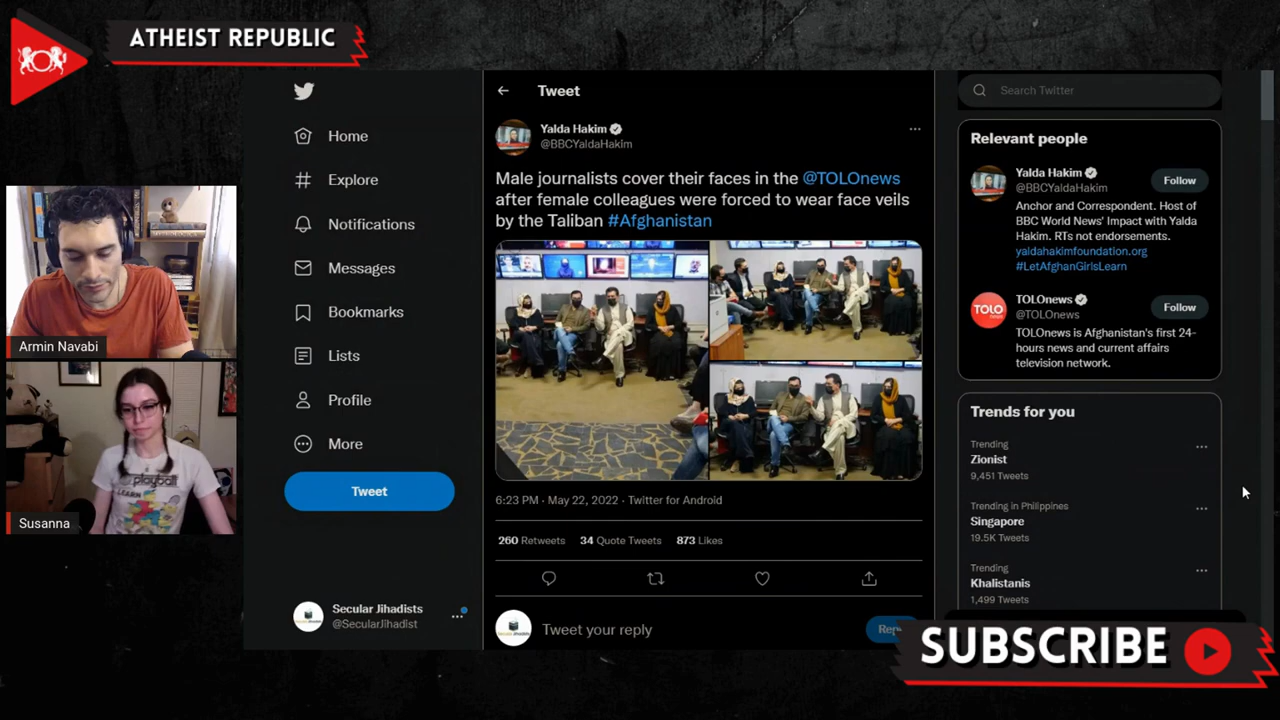 ATHEIST REPUBLIC
Armin Navabi
Susanna
Home
Explore
Notifications
Messages
Bookmarks
Lists
Profile
More
Tweet
Secular Jihadists
@SecularJihadist
Tweet
Yalda Hakim
@BBCYaldaHakim
Male journalists cover their faces in the @TOLOnews
after female colleagues were forced to wear face veils
by the Taliban #Afghanistan
6:23 PM · May 22, 2022 · Twitter for Android
260 Retweets 34 Quote Tweets 873 Likes
Tweet your reply
Search Twitter
Relevant people
Yalda Hakim
@BBCYaldaHakim
Follow
Anchor and Correspondent. Host of
BBC World News' Impact with Yalda
Hakim. RTs not endorsements.
yaldahakimfoundation.org
#LetAfghanGirlsLearn
TOLO
TOLOnews
@TOLOnews
Follow
TOLOnews is Afghanistan's first 24-
hours news and current affairs
television network.
Trends for you
Trending
Zionist
9,451 Tweets
Trending in Philippines
Singapore
19.5K Tweets
Trending
Khalistanis
1,499 Tweets
SUBSCRIBE